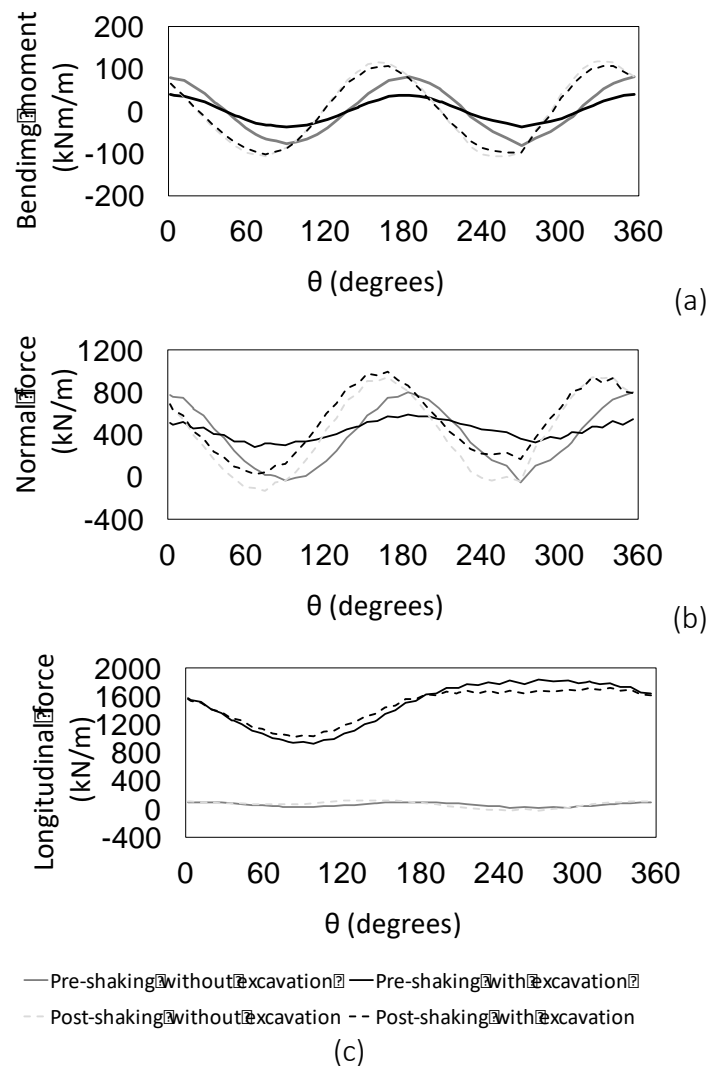 Bendimg moment
(kNm/m)
200
100
0
-100
-200
0 60 120 180 240 300 360
θ (degrees)
(a)
Normal force
(kN/m)
1200
800
400
0
-400
0 60 120 180 240 300 360
θ (degrees)
(b)
Longitudinal force
(kN/m)
2000
1600
1200
800
400
0
-400
0 60 120 180 240 300 360
θ (degrees)
Pre-shaking without excavation Pre-shaking with excavation
Post-shaking without excavation Post-shaking with excavation
(c)